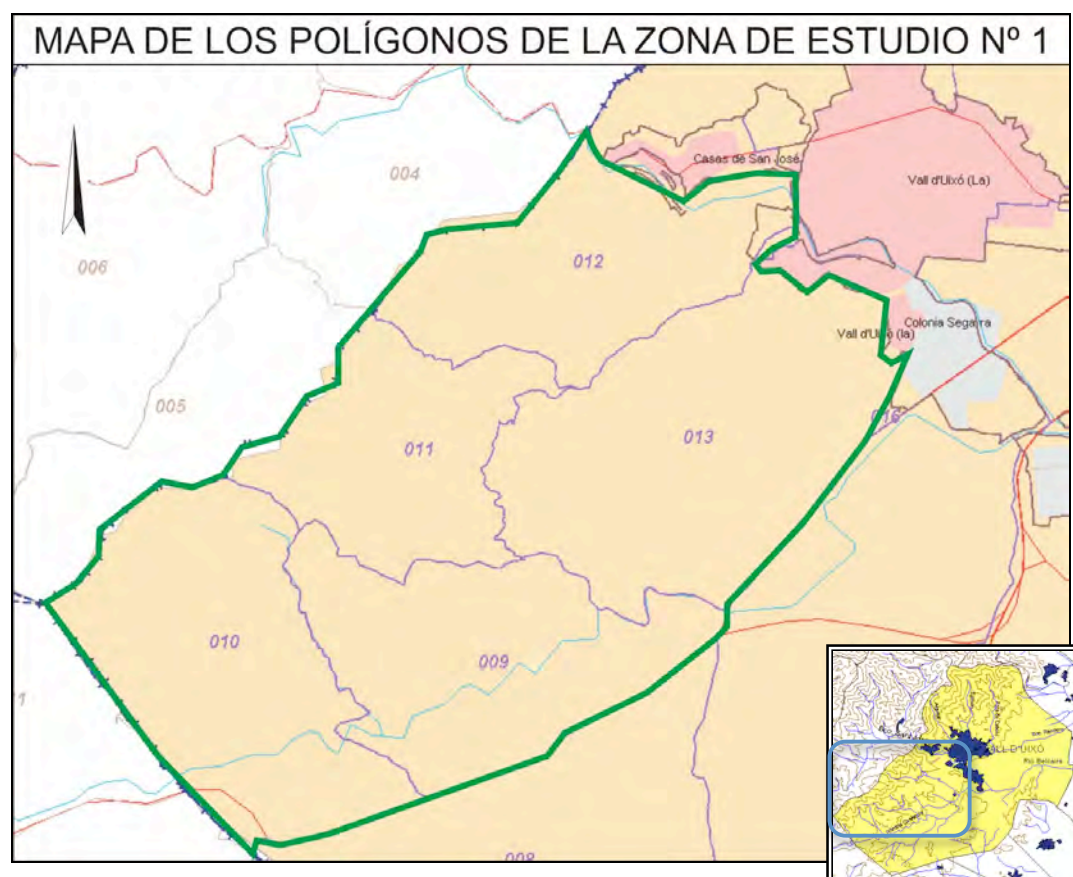 MAPA DE LOS POLÍGONOS DE LA ZONA DE ESTUDIO Nº 1
Casas de San José
004
Vall d'Uixó (La)
006
012
Colonia Segarra
Vall d'Uixó (la)
005
016
013
011
010
009
008